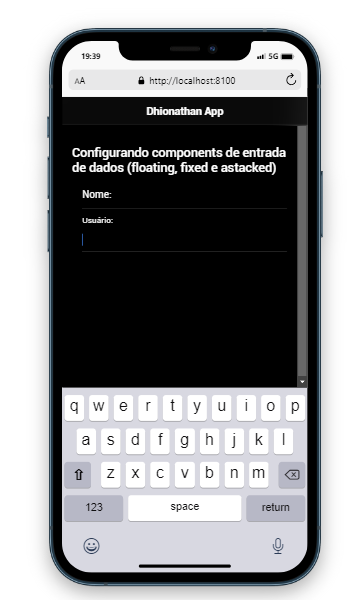 19:39 5G
AA http://localhost:8100
Dhionathan App
Configurando components de entrada
de dados (floating, fixed e astacked)
Nome:
Usuário:
q w e r t y u i o p
a s d f g h j k l
z x c v b n m
123 space return